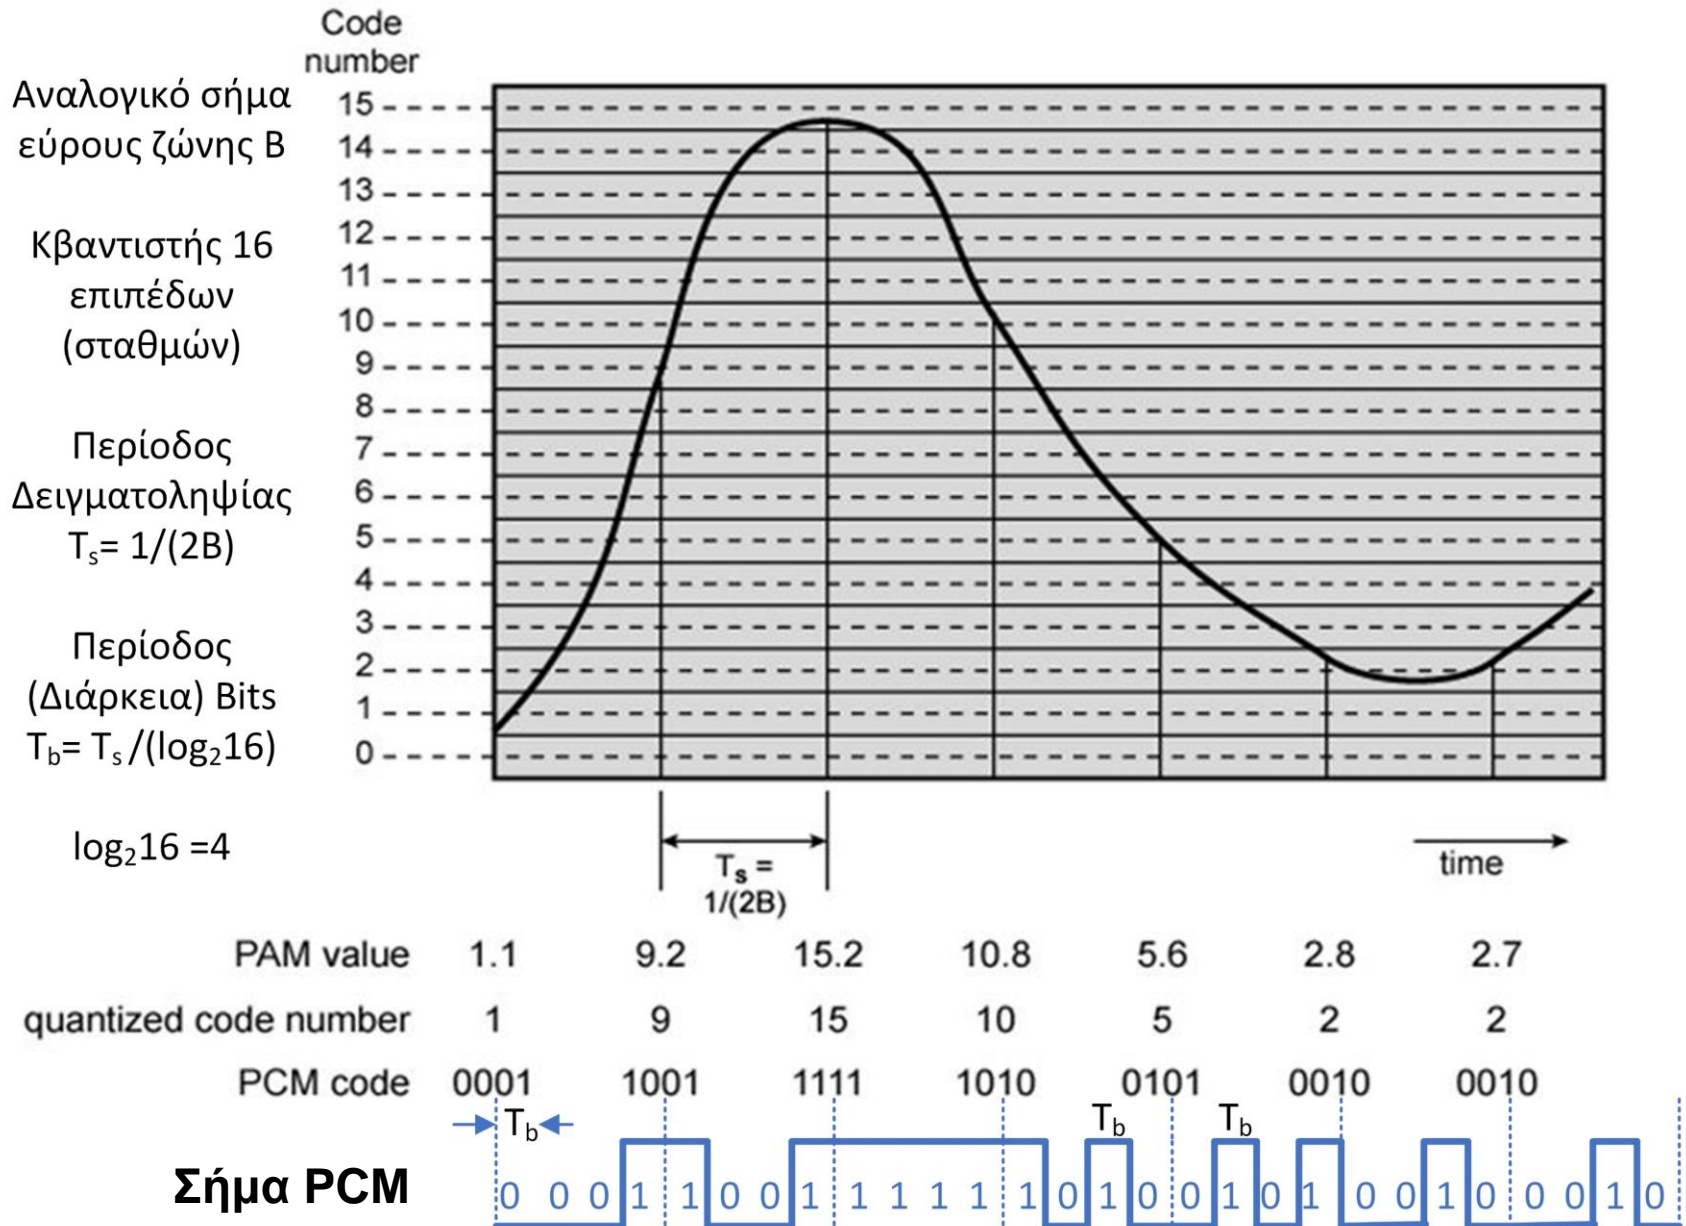 Code
number
Αναλογικό σήμα
εύρους ζώνης Β
Κβαντιστής 16
επιπέδων
(σταθμών)
Περίοδος
Δειγματοληψίας
Ts= 1/(2B)
Περίοδος
(Διάρκεια) Bits
Tb= Ts /(log216)
log216 =4
15
14
13
12
11
10
9
8
7
6
5
4
3
2
1
0
Ts =
1/(2B)
time
PAM value 1.1 9.2 15.2 10.8 5.6 2.8 2.7
quantized code number 1 9 15 10 5 2 2
PCM code 0001 1001 1111 1010 0101 0010 0010
Tb Tb Tb
Σήμα PCM 0 0 0 1 1 0 0 1 1 1 1 1 1 0 1 0 0 1 0 1 0 0 1 0 0 0 1 0